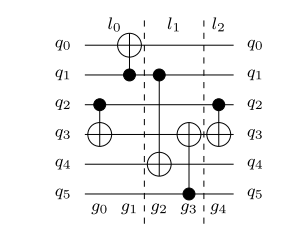 l₀ l₁ l₂
q₀ q₀
q₁ q₁
q₂ q₂
q₃ q₃
q₄ q₄
q₅ q₅
g₀ g₁ g₂ g₃ g₄